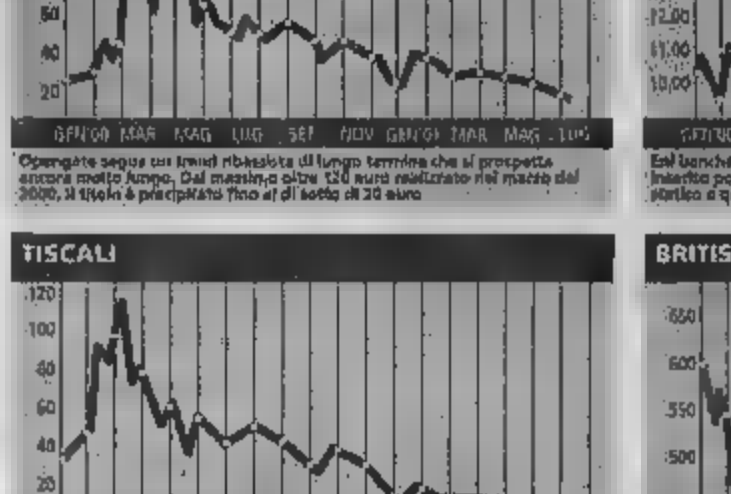 60
40
20
GEN'00 MAR MAG LUG SET NOV GEN'01 MAR MAG LUG
Opengate segue un trend ribassista di lungo termine che si prospetta
ancora molto lungo. Dal massimo oltre 120 euro realizzato nel marzo del
2000, il titolo è precipitato fino al di sotto di 20 euro
12,00
11,00
10,00
TISCALI
120
100
80
60
40
20
BRITIS
650
600
550
500